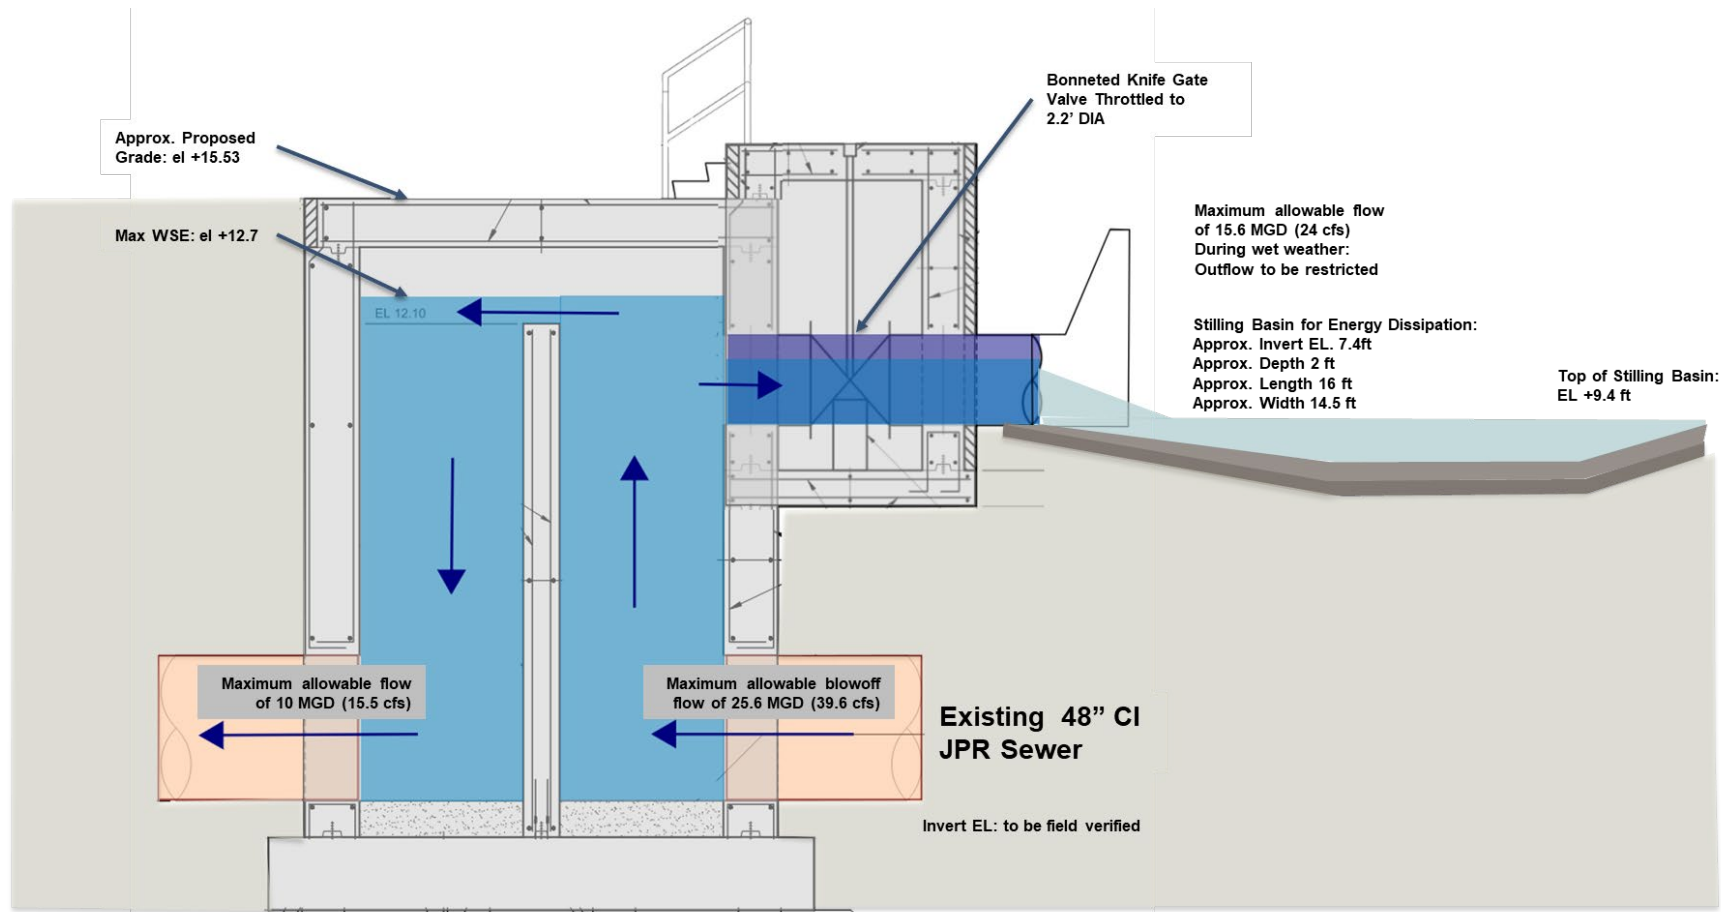 Bonneted Knife Gate
Valve Throttled to
2.2’ DIA
Approx. Proposed
Grade: el +15.53
Max WSE: el +12.7
EL 12.10
Maximum allowable flow
of 15.6 MGD (24 cfs)
During wet weather:
Outflow to be restricted
Stilling Basin for Energy Dissipation:
Approx. Invert EL. 7.4ft
Approx. Depth 2 ft
Approx. Length 16 ft
Approx. Width 14.5 ft
Top of Stilling Basin:
EL +9.4 ft
Maximum allowable flow
of 10 MGD (15.5 cfs)
Maximum allowable blowoff
flow of 25.6 MGD (39.6 cfs)
Existing 48” CI
JPR Sewer
Invert EL: to be field verified